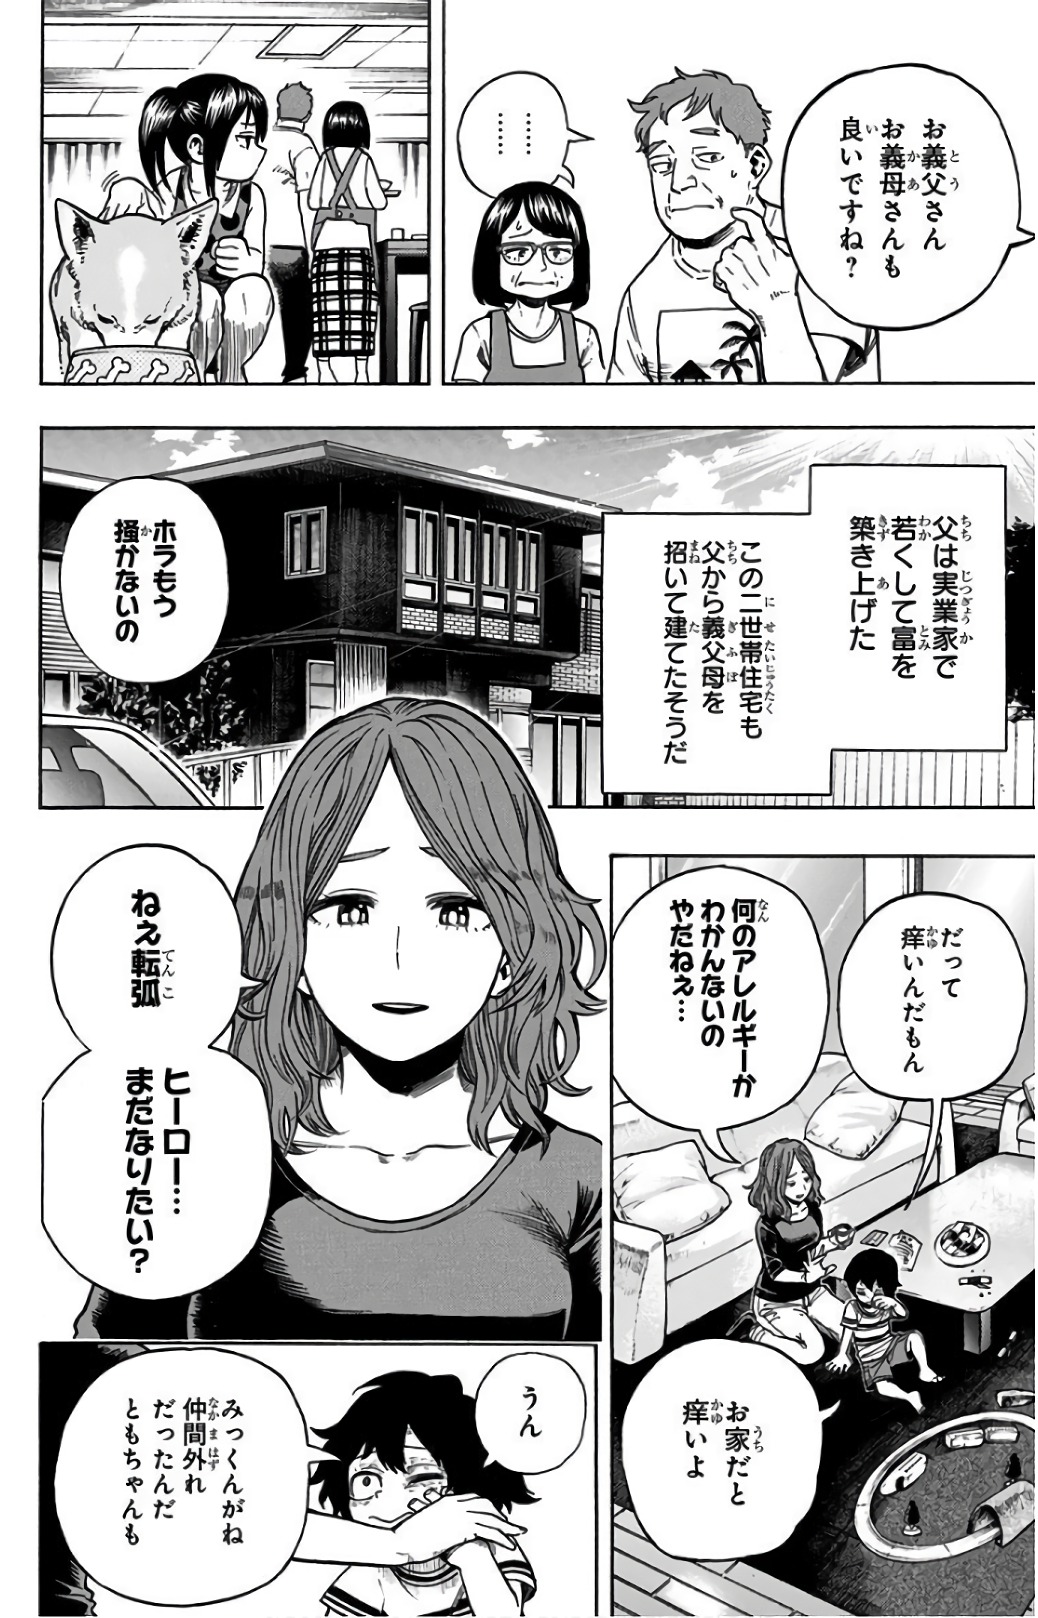 お義父さん
お義母さんも
良いですね?
………
………
父は実業家で
若くして富を
築き上げた
この二世帯住宅も
父から義父母を
招いて建てたそうだ
ホラもう
掻かないの
だって
痒いんだもん
何のアレルギーか
わかんないの
やだねえ…
お家だと
痒いよ
ねえ転弧
ヒーロー…
まだなりたい?
うん
みっくんがね
仲間外れ
だったんだ
ともちゃんも